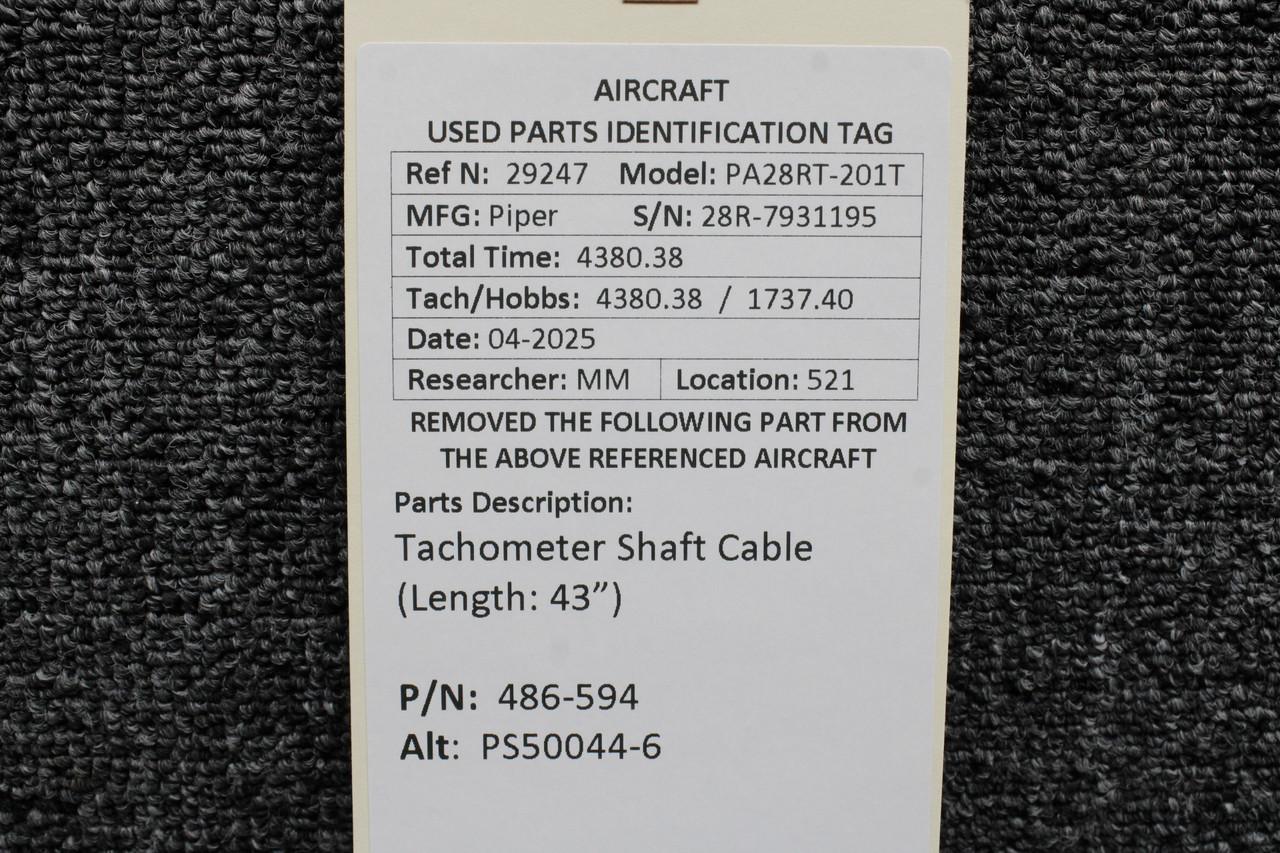 AIRCRAFT
USED PARTS IDENTIFICATION TAG
Ref N: 29247 Model: PA28RT-201T
MFG: Piper S/N: 28R-7931195
Total Time: 4380.38
Tach/Hobbs: 4380.38 / 1737.40
Date: 04-2025
Researcher: MM Location: 521
REMOVED THE FOLLOWING PART FROM
THE ABOVE REFERENCED AIRCRAFT
Parts Description:
Tachometer Shaft Cable
(Length: 43”)
P/N: 486-594
Alt: PS50044-6